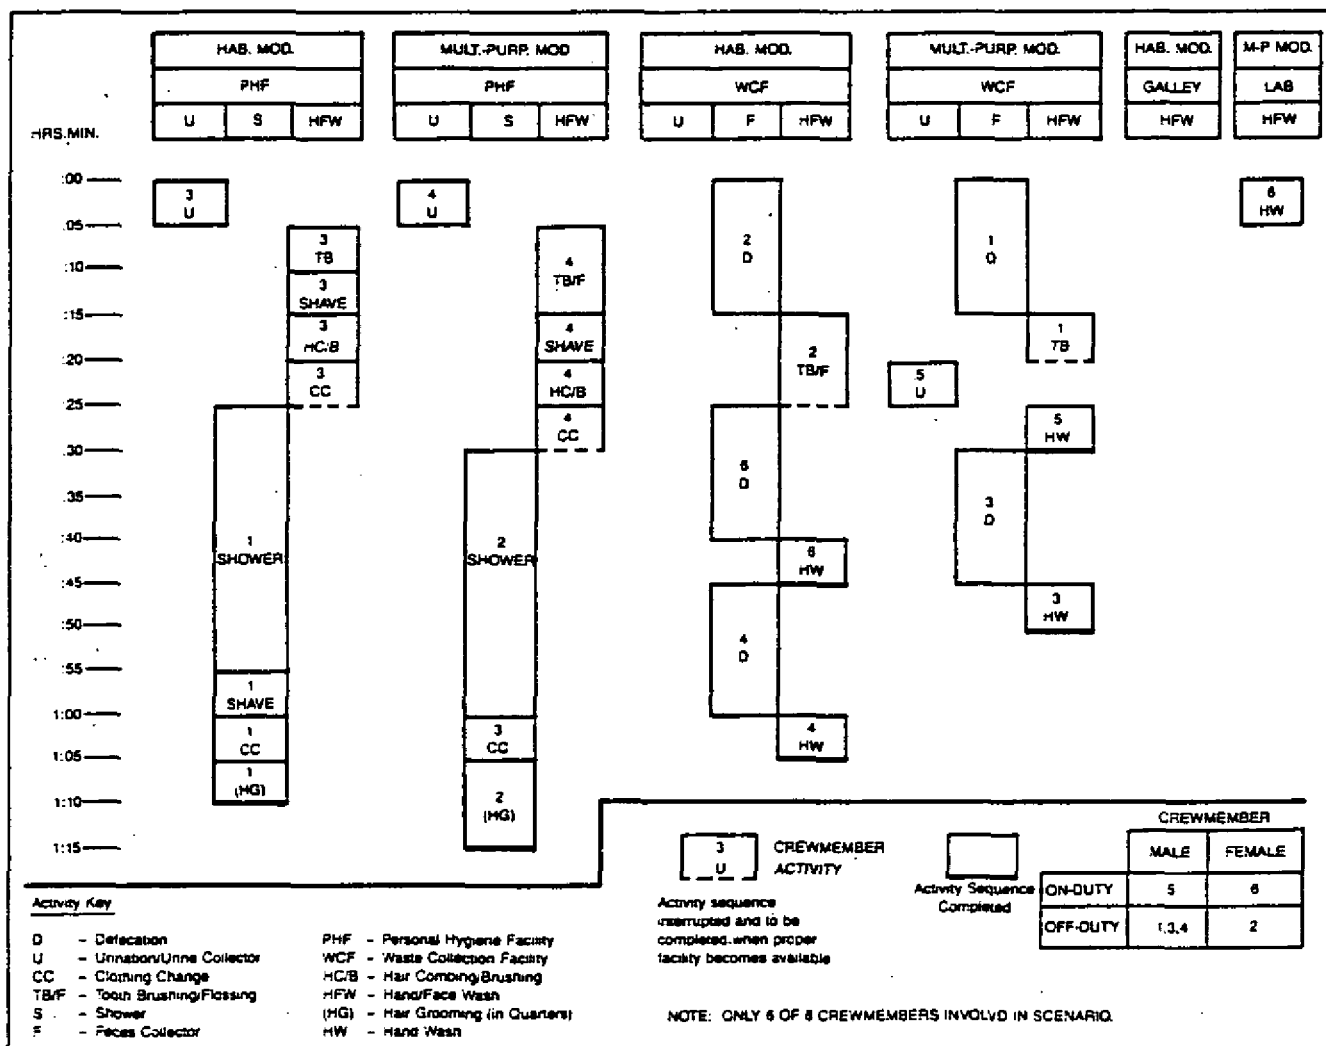 HAB. MOD. MULT.-PURP. MOD HAB. MOD. MULT.-PURP. MOD. HAB. MOD. M-P MOD.
PHF PHF WCF WCF GALLEY LAB
U S HFW U S HFW U F HFW U F HFW HFW HFW
HRS.MIN.
:00
3
U
4
U
2
D
1
D
6
HW
:05
3
TB
4
TB/F
:10
3
SHAVE
:15
3
HC/B
4
SHAVE
2
TB/F
1
TB
:20
3
CC
4
HC/B
5
U
:25
1
SHOWER
4
CC
6
D
5
HW
:30
2
SHOWER
3
D
:35
:40
6
HW
:45
4
D
3
HW
:50
:55
1
SHAVE
1:00
1
CC
3
CC
4
HW
1:05
1
(HG)
2
(HG)
1:10
1:15
3
U
CREWMEMBER
ACTIVITY
Activity sequence
interrupted and to be
completed when proper
facility becomes available
Activity Sequence
Completed
CREWMEMBER
MALE FEMALE
ON-DUTY 5 6
OFF-DUTY 1,3,4 2
Activity Key
D - Defecation
U - Urination/Urine Collector
CC - Clothing Change
TB/F - Tooth Brushing/Flossing
S - Shower
F - Feces Collector
PHF - Personal Hygiene Facility
WCF - Waste Collection Facility
HC/B - Hair Combing/Brushing
HFW - Hand/Face Wash
(HG) - Hair Grooming (in Quarters)
HW - Hand Wash
NOTE: ONLY 6 OF 8 CREWMEMBERS INVOLVD IN SCENARIO.